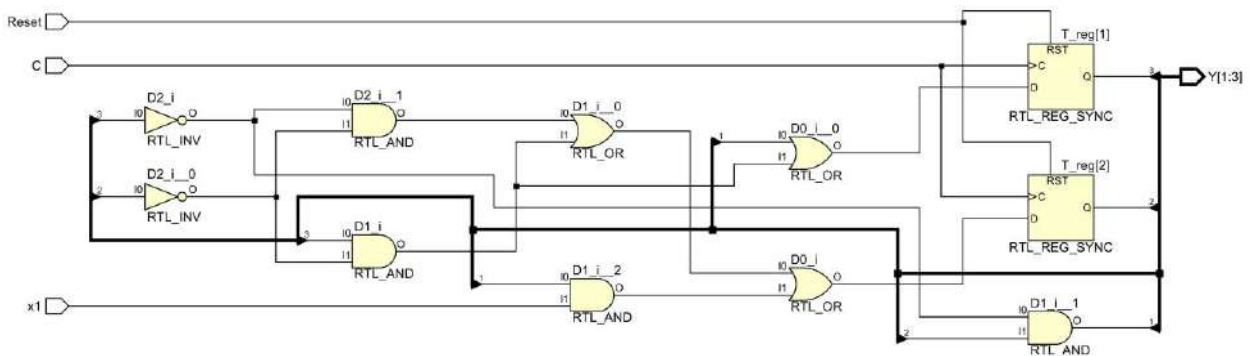 Reset
T_reg[1]
RST
C
C
Q
3
Y[1:3]
D
RTL_REG_SYNC
D2_i
D2_i__1
D1_i__0
D0_i__0
3
I0
O
I0
O
I0
O
1
I0
O
RTL_INV
I1
RTL_AND
I1
RTL_OR
I1
RTL_OR
T_reg[2]
RST
D2_i__0
2
I0
O
RTL_INV
C
Q
2
D
RTL_REG_SYNC
D1_i
3
I0
O
I1
RTL_AND
D1_i__2
D0_i
1
I0
O
I0
O
I1
RTL_AND
I1
RTL_OR
x1
D1_i__1
I0
O
1
2
I1
RTL_AND